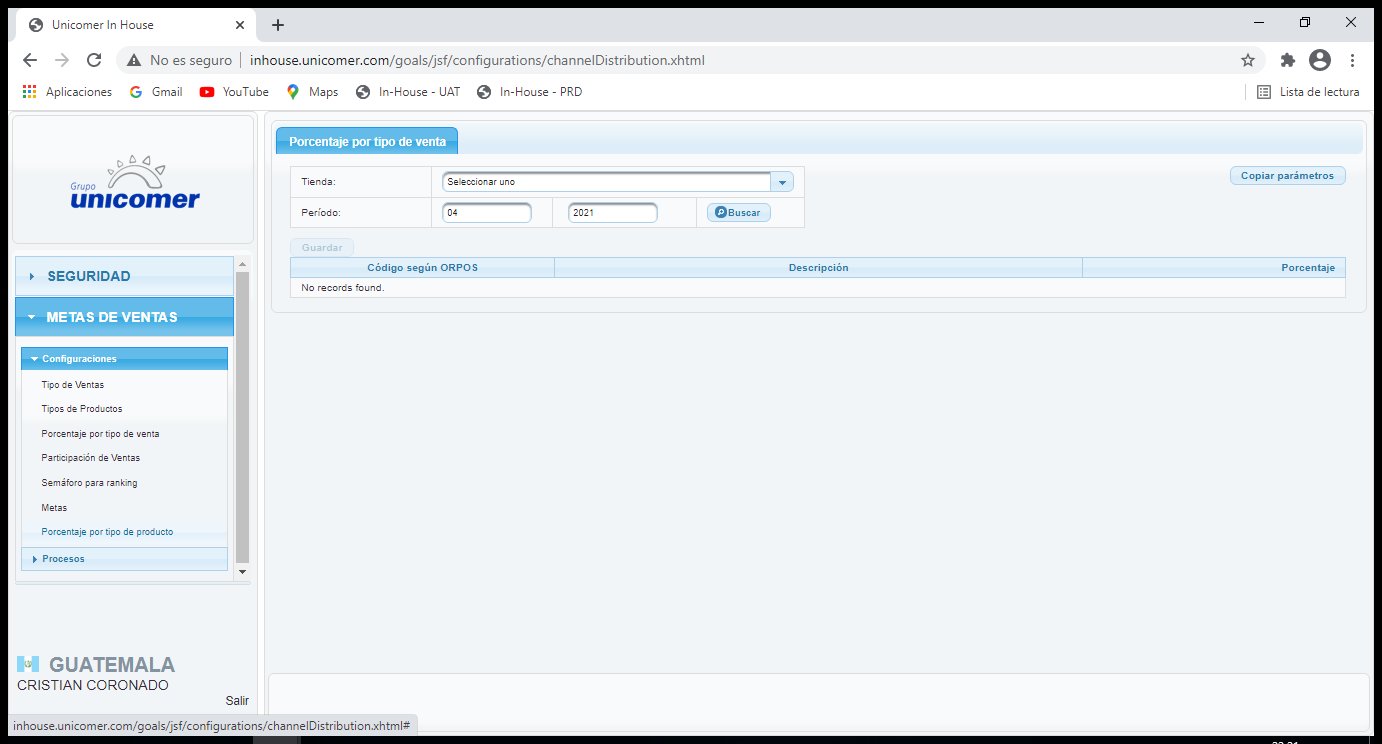 Unicomer In House
No es seguro | inhouse.unicomer.com/goals/jsf/configurations/channelDistribution.xhtml
Aplicaciones Gmail YouTube Maps In-House - UAT In-House - PRD Lista de lectura
Grupo
unicomer
SEGURIDAD
METAS DE VENTAS
Configuraciones
Tipo de Ventas
Tipos de Productos
Porcentaje por tipo de venta
Participación de Ventas
Semáforo para ranking
Metas
Porcentaje por tipo de producto
Procesos
GUATEMALA
CRISTIAN CORONADO
Salir
Porcentaje por tipo de venta
Tienda: Seleccionar uno
Copiar parámetros
Período: 04 2021 Buscar
Guardar
Código según ORPOS Descripción Porcentaje
No records found.
inhouse.unicomer.com/goals/jsf/configurations/channelDistribution.xhtml#